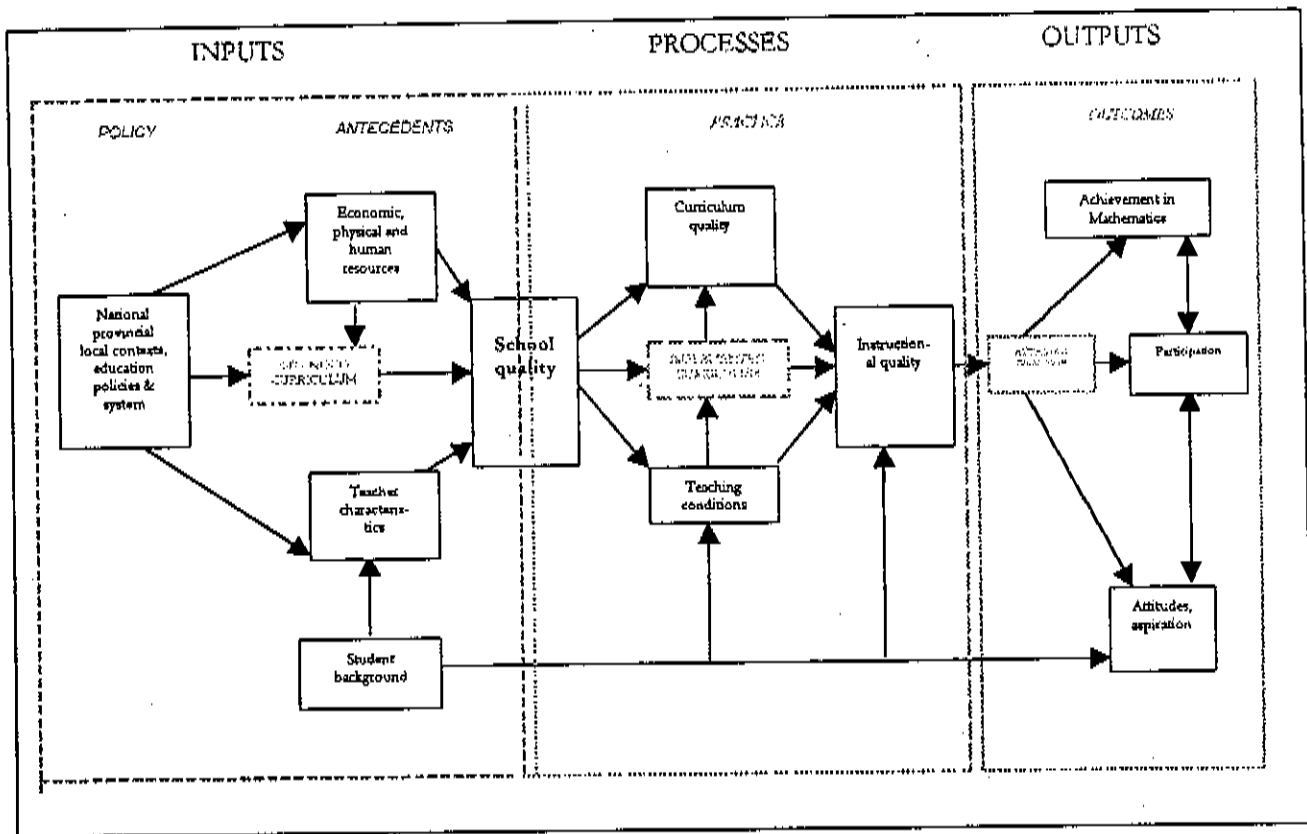 INPUTS
PROCESSES
OUTPUTS
POLICY
ANTECEDENTS
PRACTICE
OUTCOMES
Economic,
physical and
human
resources
National
provincial
local contexts,
education
policies &
system
CURRICULUM
Teacher
characteris-
tics
Student
background
School
quality
Curriculum
quality
Teaching
conditions
Instruction-
al quality
Achievement in
Mathematics
Participation
Attitudes,
aspiration